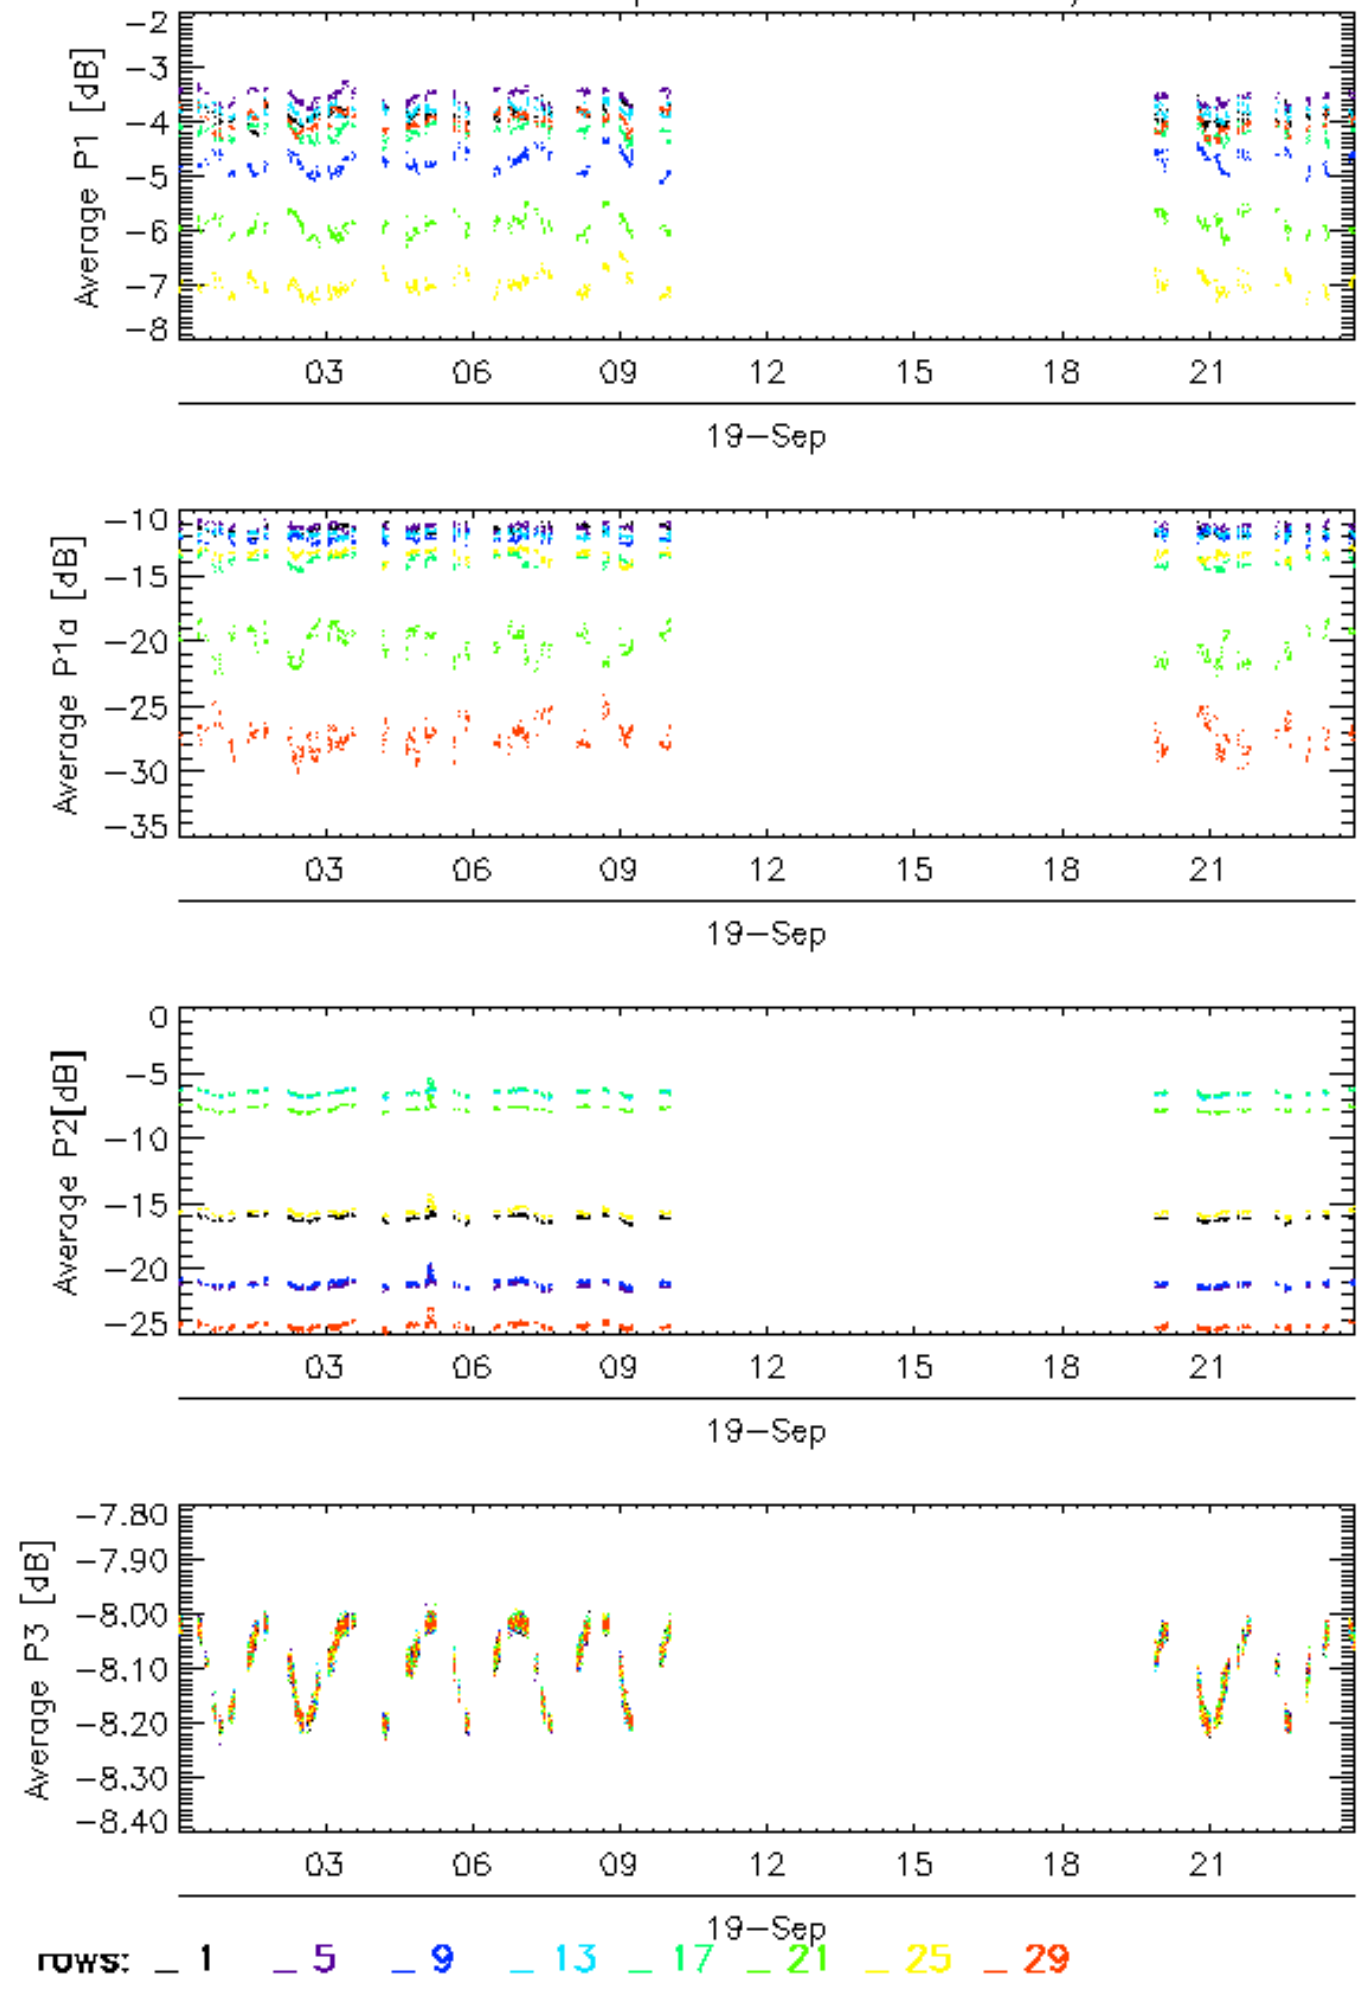 Average P1 [dB]
-2
-3
-4
-5
-6
-7
-8
03 06 09 12 15 18 21
19-Sep
Average P1a [dB]
-10
-15
-20
-25
-30
-35
03 06 09 12 15 18 21
19-Sep
Average P2[dB]
0
-5
-10
-15
-20
-25
03 06 09 12 15 18 21
19-Sep
Average P3 [dB]
-7.80
-7.90
-8.00
-8.10
-8.20
-8.30
-8.40
03 06 09 12 15 18 21
19-Sep
rows: _ 1 _ 5 _ 9 _ 13 _ 17 _ 21 _ 25 _ 29